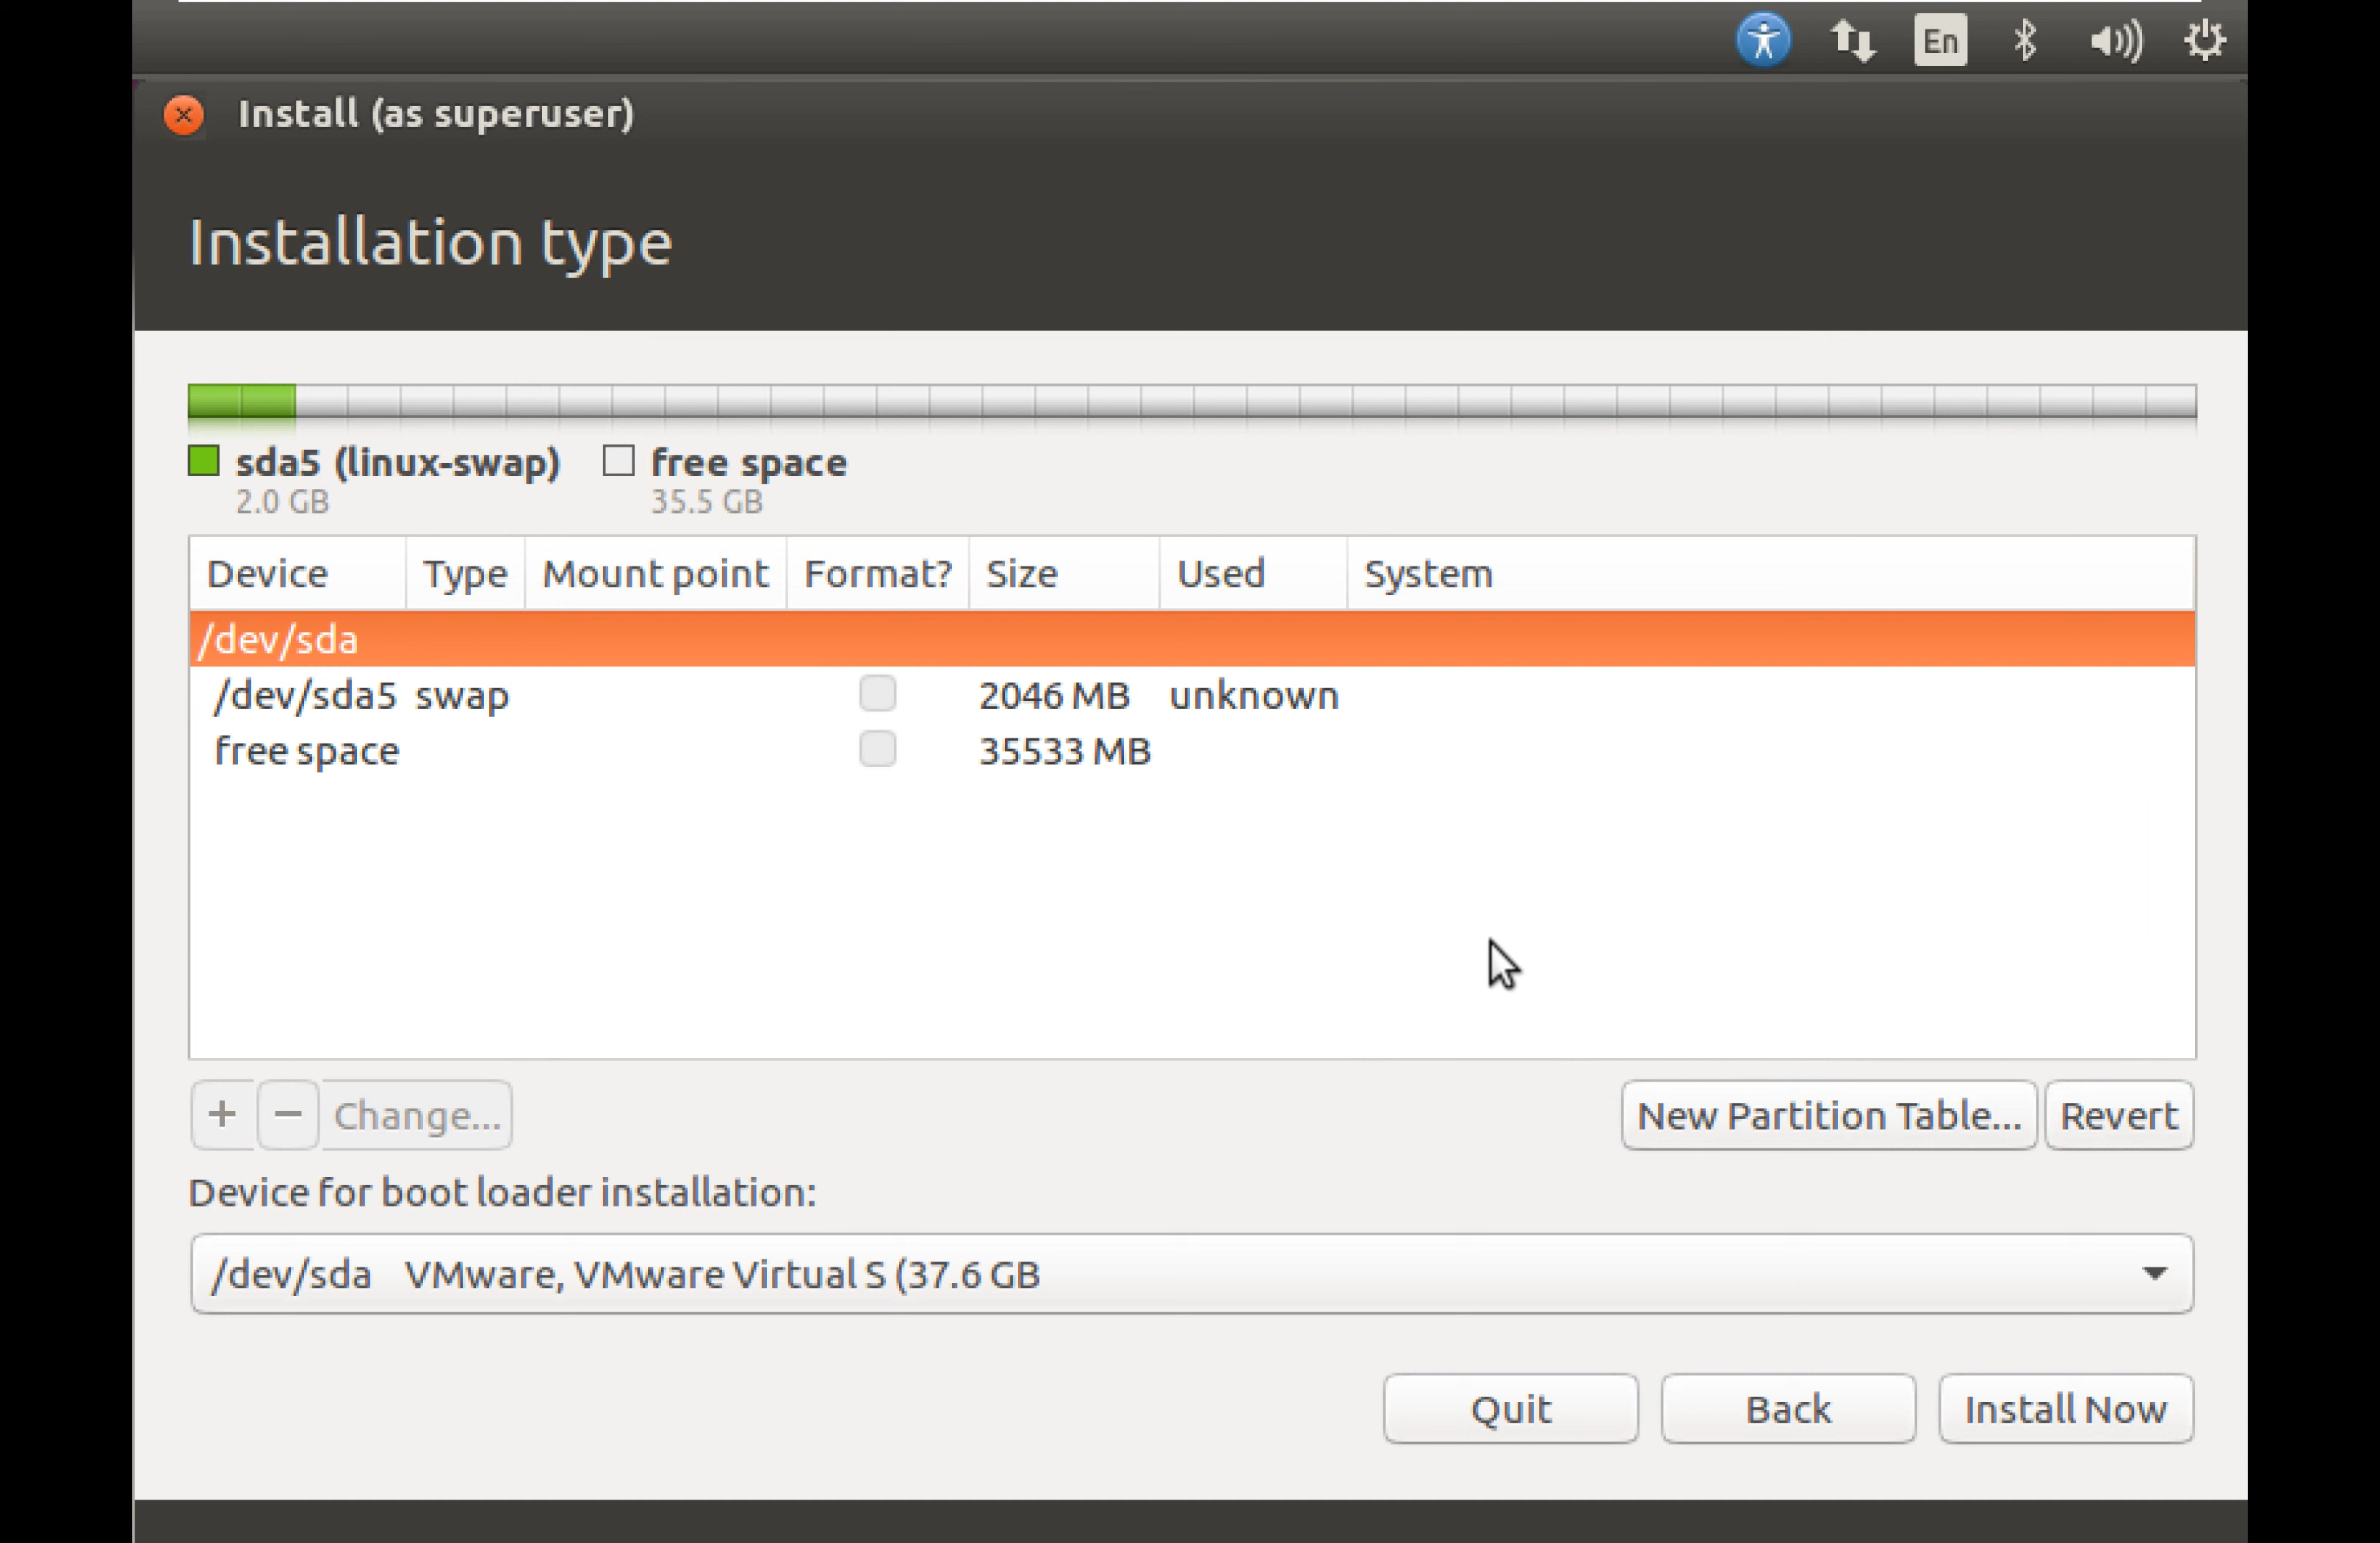 En
Install (as superuser)
Installation type
sda5 (linux-swap) free space
2.0 GB 35.5 GB
Device Type Mount point Format? Size Used System
/dev/sda
/dev/sda5 swap 2046 MB unknown
free space 35533 MB
+ − Change... New Partition Table... Revert
Device for boot loader installation:
/dev/sda VMware, VMware Virtual S (37.6 GB
Quit Back Install Now